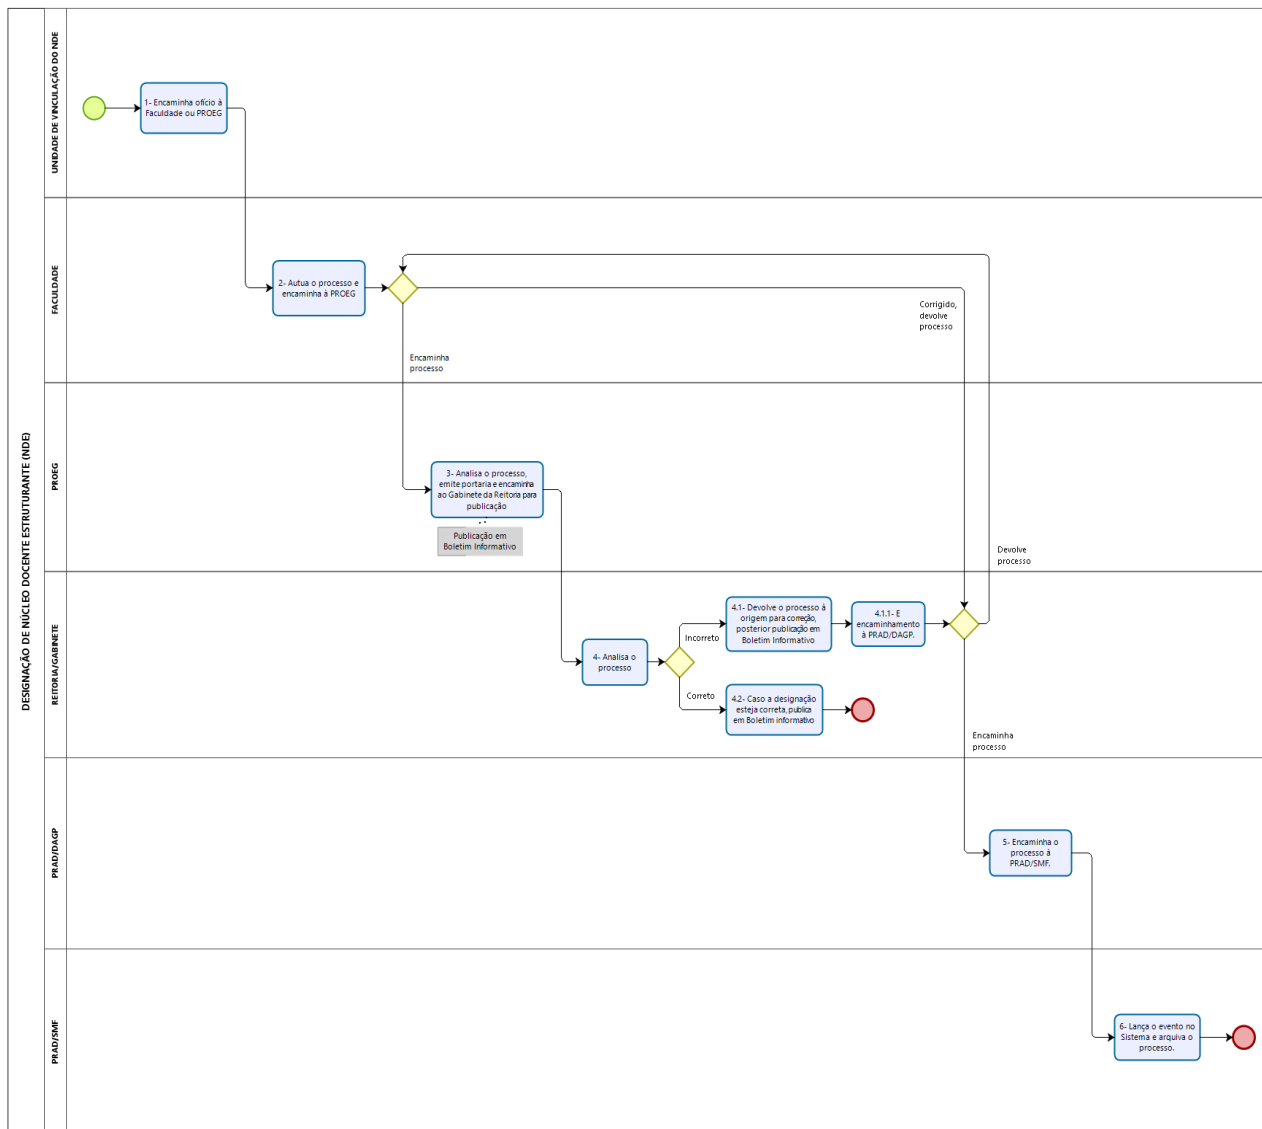 DESIGNAÇÃO DE NÚCLEO DOCENTE ESTRUTURANTE (NDE)
UNIDADE DE VINCULAÇÃO DO NDE
1- Encaminha ofício à
Faculdade ou PROEG
FACULDADE
2- Autua o processo e
encaminha à PROEG
Encaminha
processo
Corrigido,
devolve
processo
PROEG
3- Analisa o processo,
emite portaria e encaminha
ao Gabinete da Reitoria para
publicação
Publicação em
Boletim Informativo
Devolve
processo
REITORIA/GABNETE
4- Analisa o
processo
Incorreto
Correto
4.1- Devolve o processo à
origem para correção,
posterior publicação em
Boletim Informativo
4.1.1- E
encaminhamento
à PRAD/DAGP.
4.2- Caso a designação
esteja correta, publica
em Boletim informativo
Encaminha
processo
PRAD/DAGP
5- Encaminha o
processo à
PRAD/SMF.
PRAD/SMF
6- Lança o evento no
Sistema e arquiva o
processo.